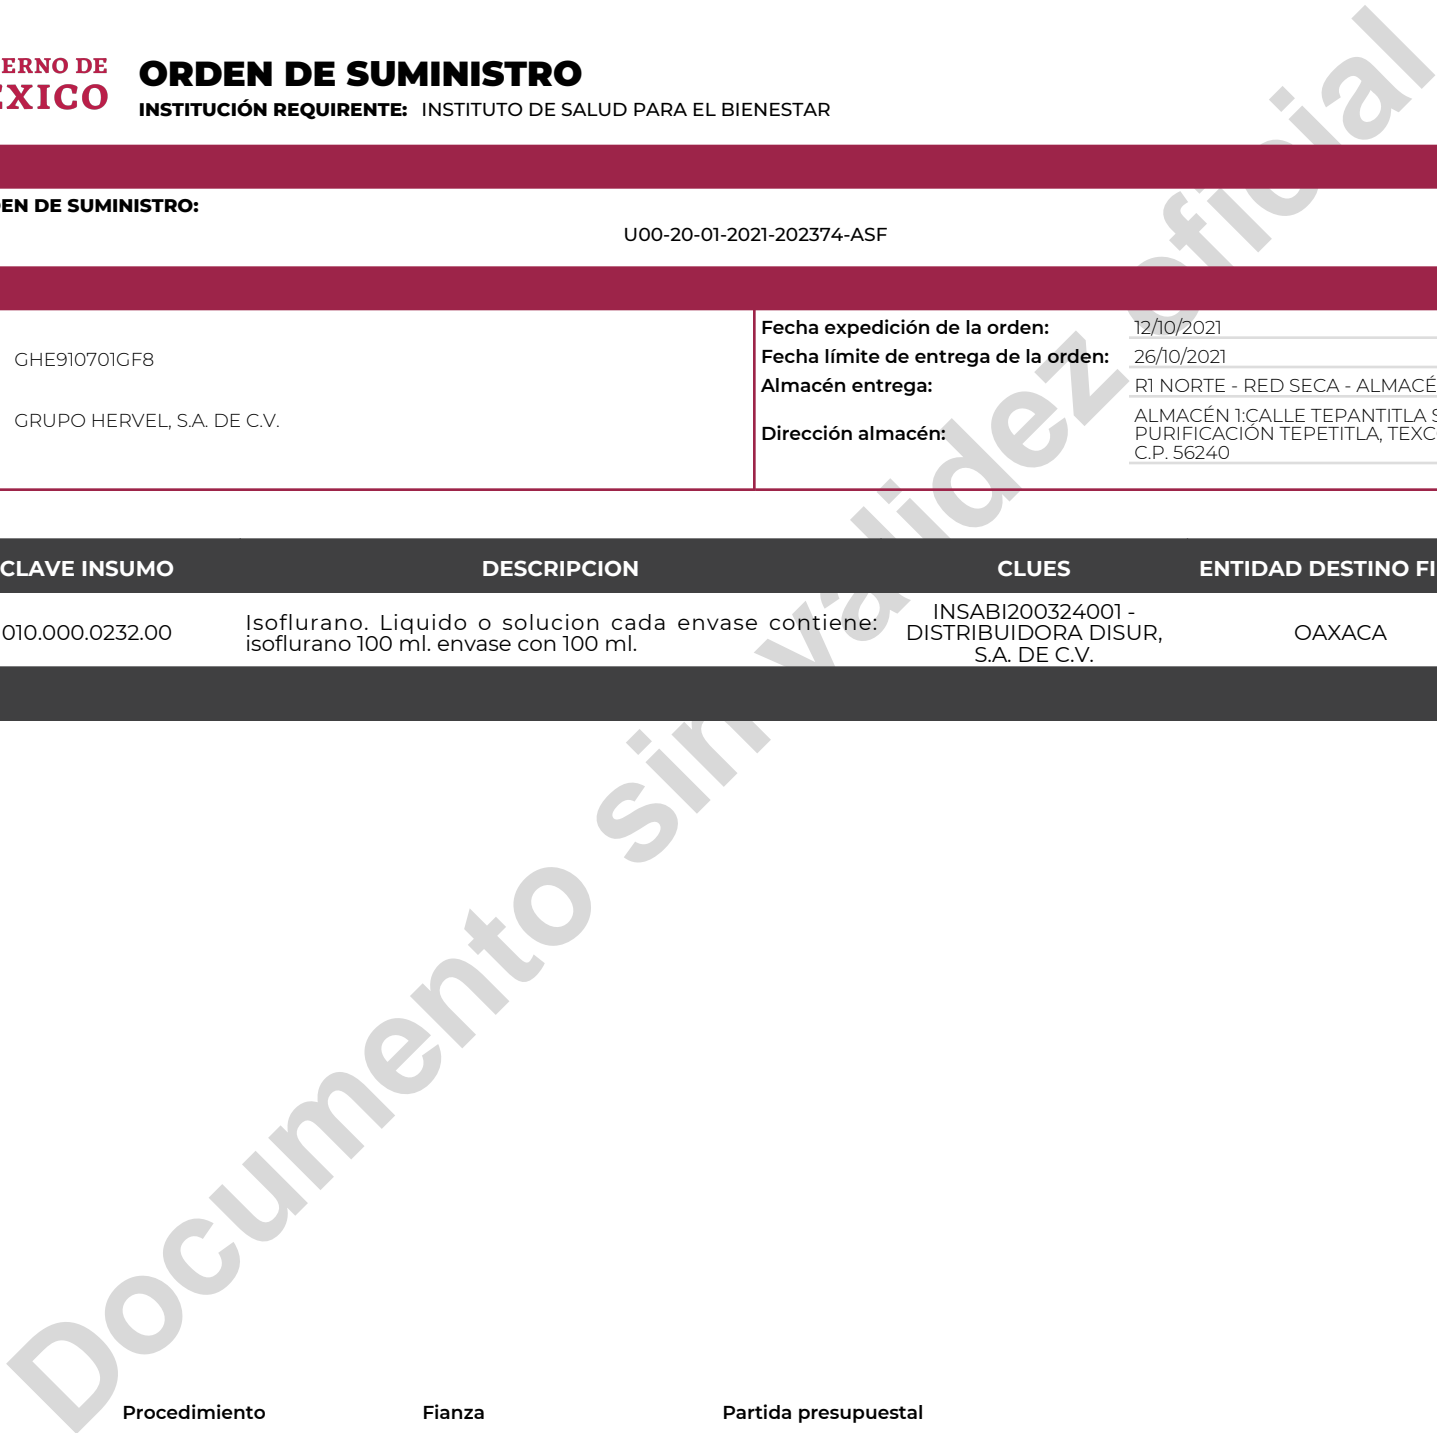 ERNO DE
ÉXICO
ORDEN DE SUMINISTRO
INSTITUCIÓN REQUIRENTE: INSTITUTO DE SALUD PARA EL BIENESTAR
EN DE SUMINISTRO:
U00-20-01-2021-202374-ASF
GHE910701GF8
GRUPO HERVEL, S.A. DE C.V.
Fecha expedición de la orden: 12/10/2021
Fecha límite de entrega de la orden: 26/10/2021
Almacén entrega: R1 NORTE - RED SECA - ALMACÉ
Dirección almacén: ALMACÉN 1:CALLE TEPANTITLA S
PURIFICACIÓN TEPETITLA, TEXC
C.P. 56240
CLAVE INSUMO DESCRIPCION CLUES ENTIDAD DESTINO FI
010.000.0232.00
Isoflurano. Liquido o solucion cada envase contiene:
isoflurano 100 ml. envase con 100 ml.
INSABI200324001 -
DISTRIBUIDORA DISUR,
S.A. DE C.V.
OAXACA
Documento sin validez oficial
Procedimiento Fianza Partida presupuestal